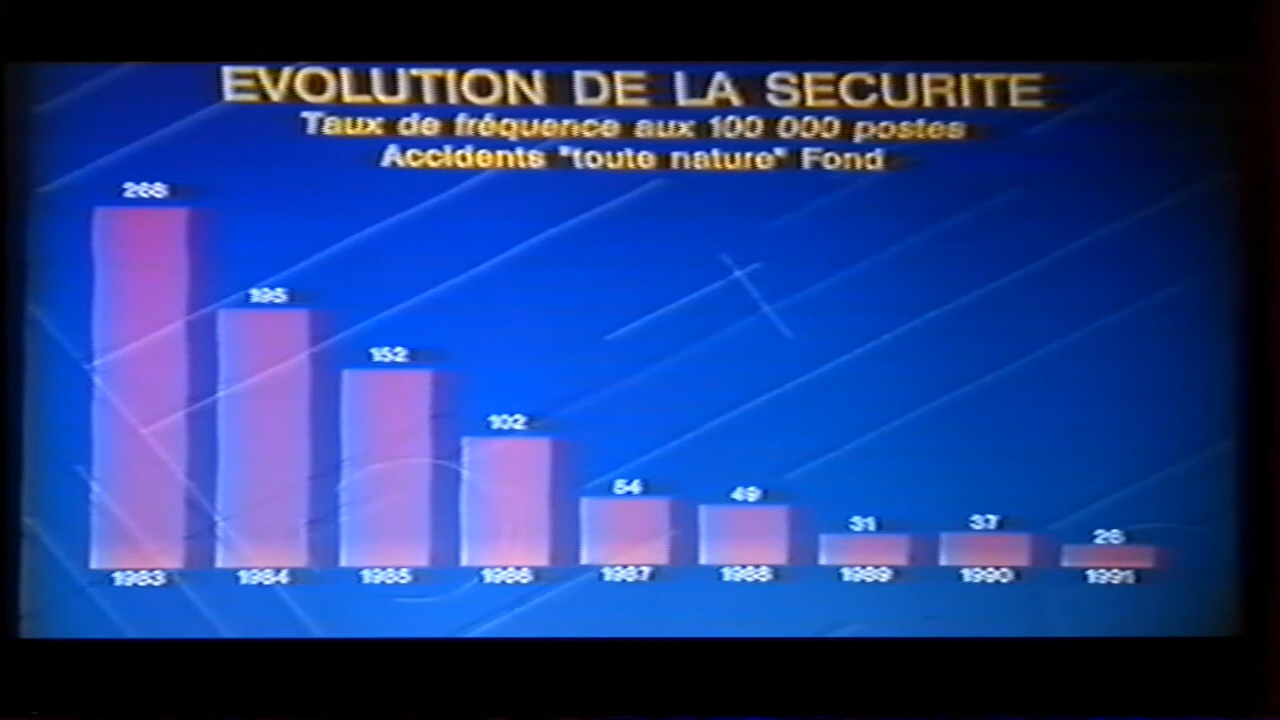 EVOLUTION DE LA SECURITE
Taux de fréquence aux 100 000 postes
Accidents "toute nature" Fond
268
195
152
102
54
49
31
37
26
1983 1984 1985 1986 1987 1988 1989 1990 1991